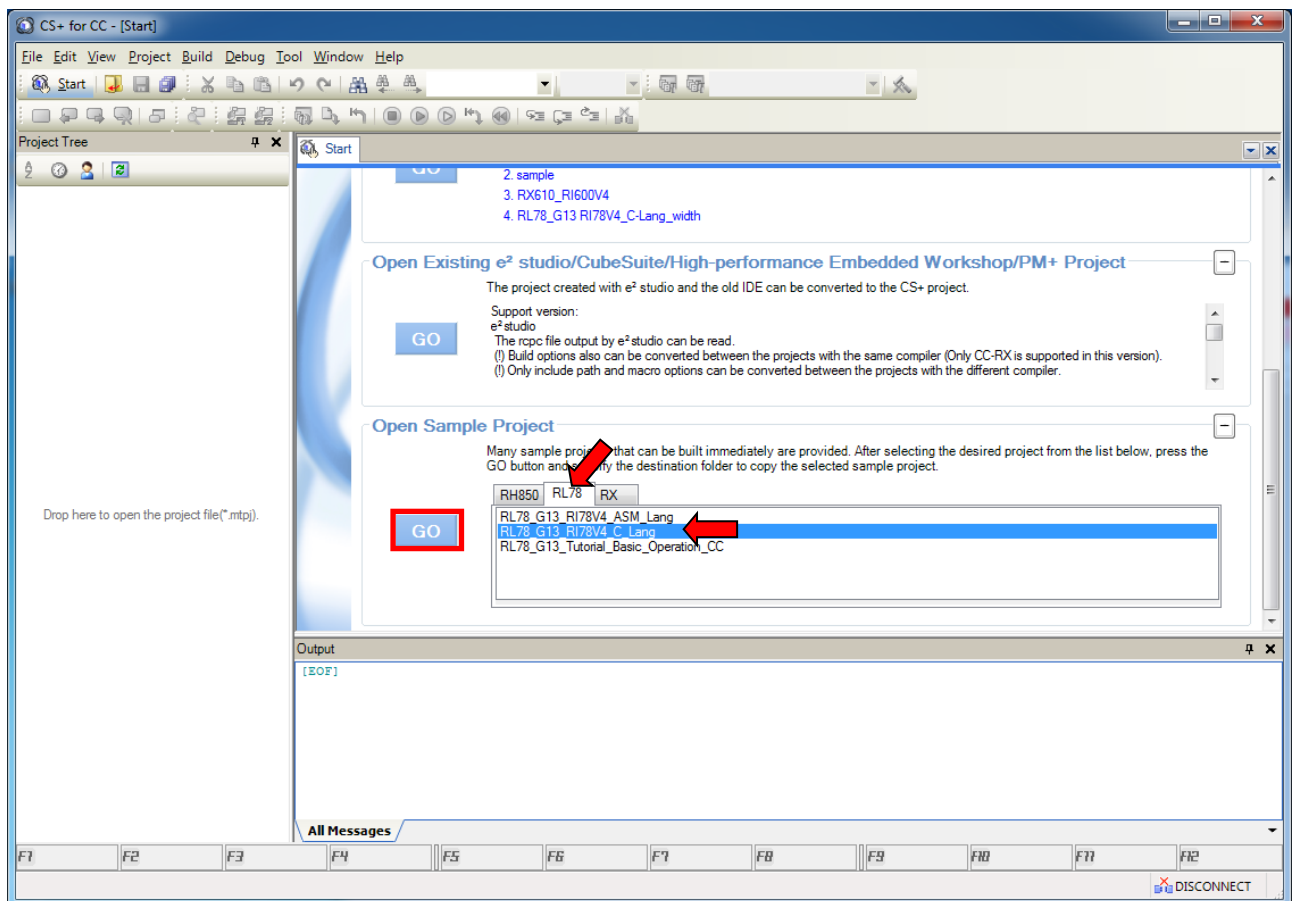 CS+ for CC - [Start]
File Edit View Project Build Debug Tool Window Help
Start
Project Tree
Start
GO
2. sample
3. RX610_RI600V4
4. RL78_G13 RI78V4_C-Lang_width
Open Existing e² studio/CubeSuite/High-performance Embedded Workshop/PM+ Project
The project created with e² studio and the old IDE can be converted to the CS+ project.
Support version:
e² studio
The rcpc file output by e² studio can be read.
(!) Build options also can be converted between the projects with the same compiler (Only CC-RX is supported in this version).
(!) Only include path and macro options can be converted between the projects with the different compiler.
GO
Open Sample Project
Many sample that can be built immediately are provided. After selecting the desired project from the list below, press the
GO button and the destination folder to copy the selected sample project.
RH850 RL78 RX
RL78_G13_RI78V4_ASM_Lang
RL78_G13_RI78V4_C_Lang
RL78_G13_Tutorial_Basic_Operation_CC
GO
Drop here to open the project file(*.mtpj).
Output
[EOF]
All Messages
F1 F2 F3 F4 F5 F6 F7 F8 F9 F10 F11 F12
DISCONNECT